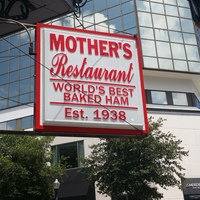 MOTHER'S
Restaurant
WORLD'S BEST
BAKED HAM
Est. 1938